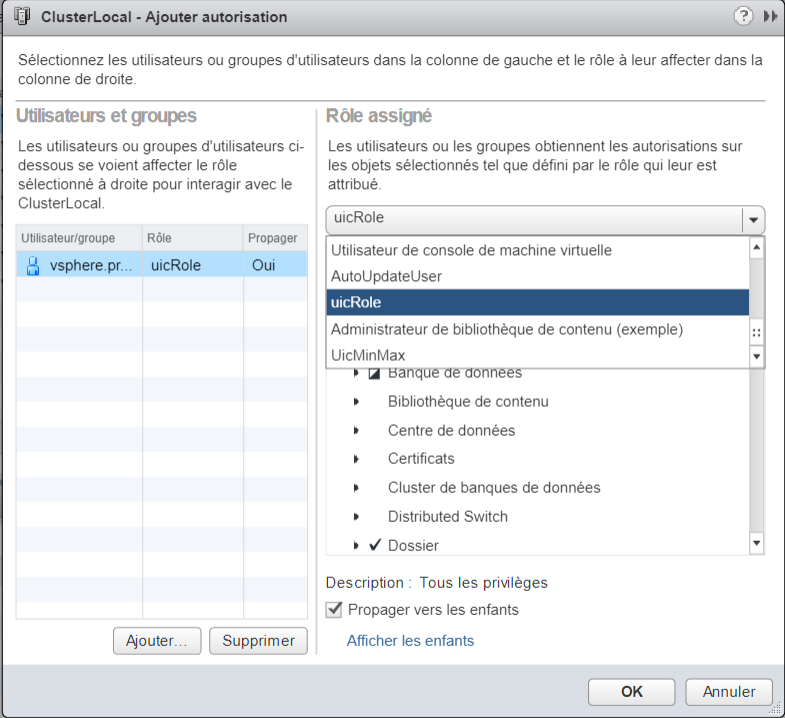 ClusterLocal - Ajouter autorisation
Sélectionnez les utilisateurs ou groupes d'utilisateurs dans la colonne de gauche et le rôle à leur affecter dans la
colonne de droite.
Utilisateurs et groupes
Les utilisateurs ou groupes d'utilisateurs ci-
dessous se voient affecter le rôle
sélectionné à droite pour interagir avec le
ClusterLocal.
Utilisateur/groupe Rôle Propager
vsphere.pr... uicRole Oui
Ajouter... Supprimer
Rôle assigné
Les utilisateurs ou les groupes obtiennent les autorisations sur
les objets sélectionnés tel que défini par le rôle qui leur est
attribué.
uicRole
Utilisateur de console de machine virtuelle
AutoUpdateUser
uicRole
Administrateur de bibliothèque de contenu (exemple)
UicMinMax
Banque de données
Bibliothèque de contenu
Centre de données
Certificats
Cluster de banques de données
Distributed Switch
Dossier
Description : Tous les privilèges
Propager vers les enfants
Afficher les enfants
OK Annuler